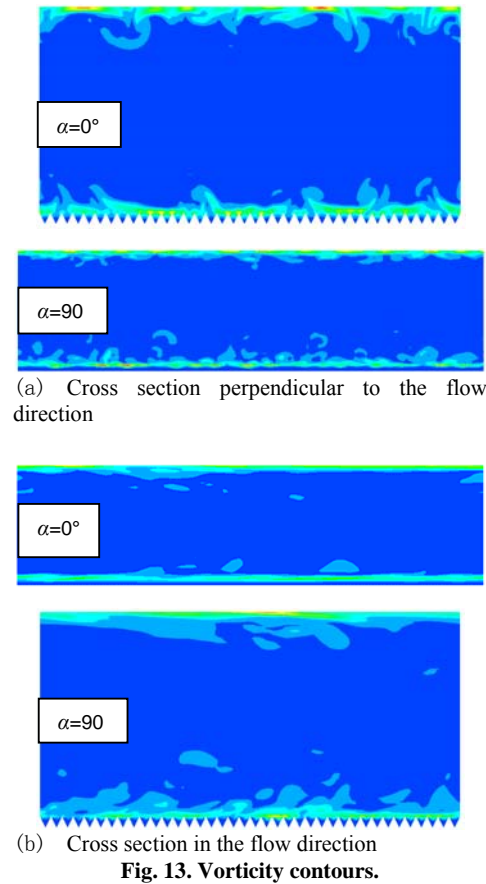 α=0°
α=90
(a) Cross section perpendicular to the flow
direction
α=0°
α=90
(b) Cross section in the flow direction
Fig. 13. Vorticity contours.